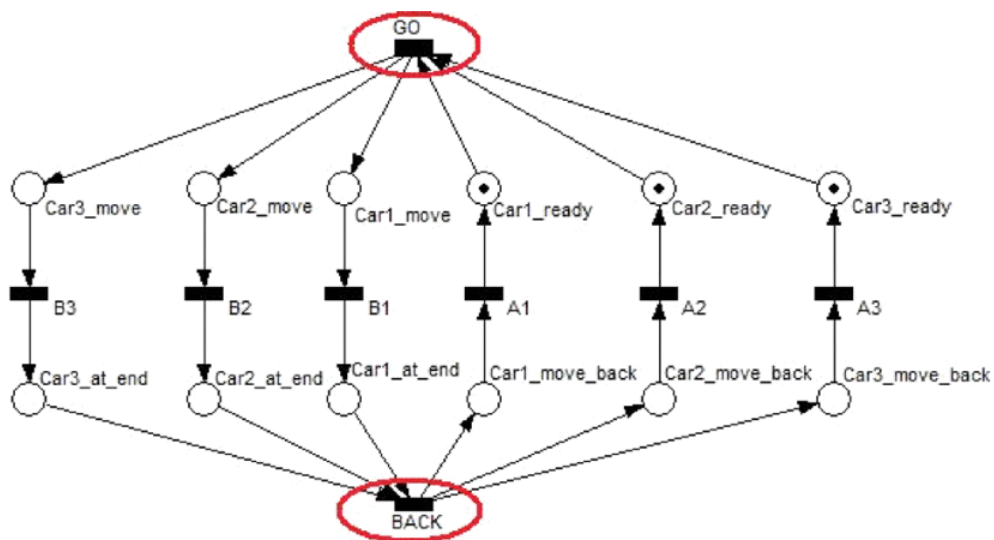 GO
Car3_move
Car2_move
Car1_move
Car1_ready
Car2_ready
Car3_ready
B3
B2
B1
A1
A2
A3
Car3_at_end
Car2_at_end
Car1_at_end
Car1_move_back
Car2_move_back
Car3_move_back
BACK